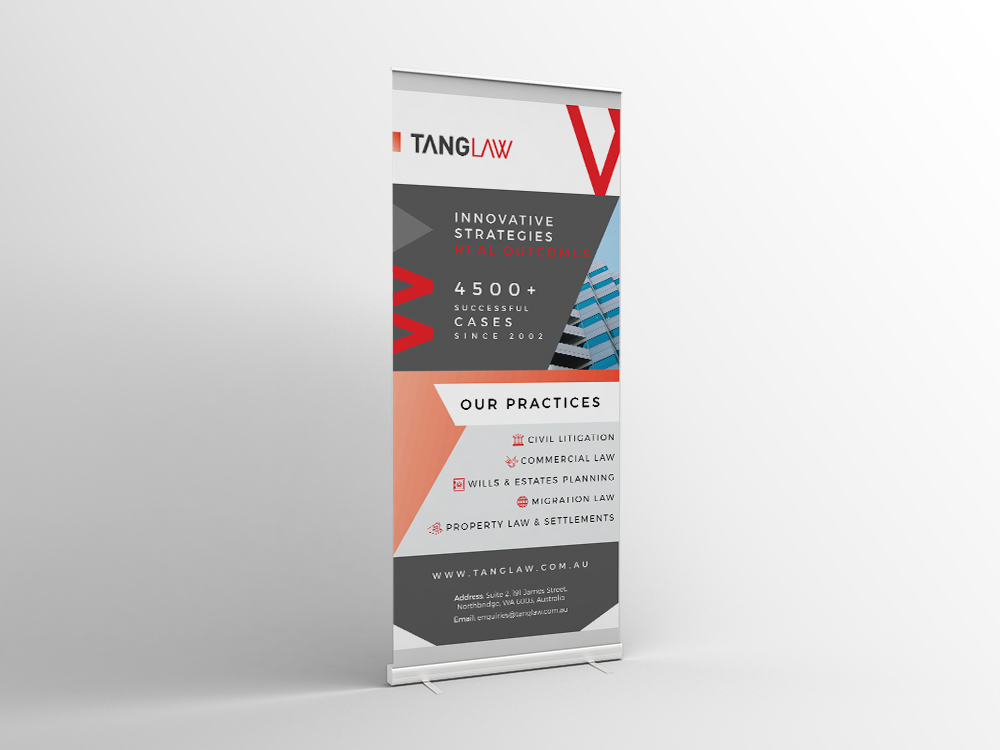 TANGLAW
INNOVATIVE
STRATEGIES
REAL OUTCOMES
4500+
SUCCESSFUL
CASES
SINCE 2002
OUR PRACTICES
CIVIL LITIGATION
COMMERCIAL LAW
WILLS & ESTATES PLANNING
MIGRATION LAW
PROPERTY LAW & SETTLEMENTS
WWW.TANGLAW.COM.AU
Address: Suite 2, 191 James Street,
Northbridge, WA 6003, Australia
Email: enquiries@tanglaw.com.au